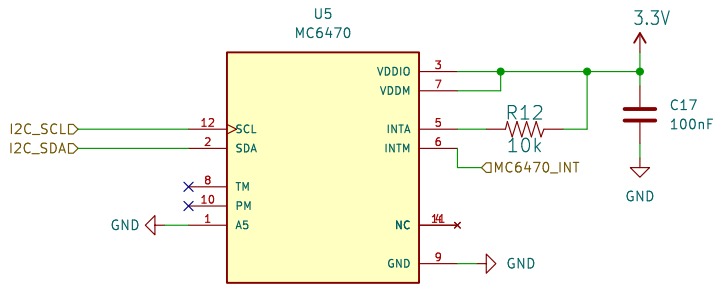 U5
MC6470
3.3V
VDDIO 3
VDDM 7
R12
C17
I2C_SCL 12 SCL
INTA 5
100nF
I2C_SDA 2 SDA
INTM 6
10k
MC6470_INT
8 TM
10 PM
GND
GND 1 A5
NC
GND 9 GND